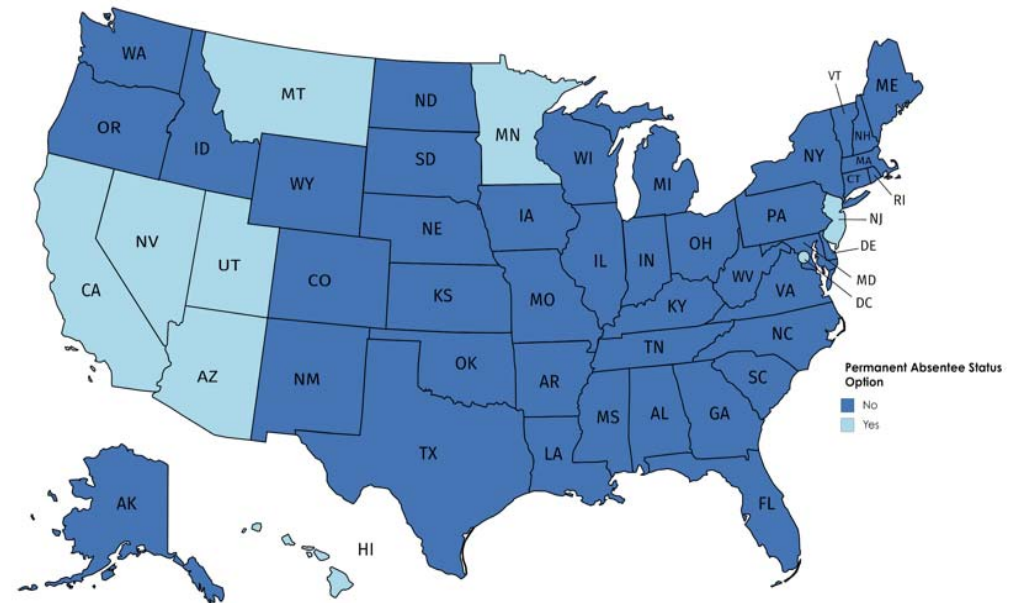 WA
MT
ND
MN
VT
ME
OR
ID
SD
WI
NY
NH
MA
CT
WY
MI
RI
IA
PA
NJ
NV
NE
OH
DE
UT
IL
IN
MD
CA
CO
WV
DC
KS
MO
KY
VA
TN
NC
AZ
NM
OK
AR
SC
MS
AL
GA
TX
LA
FL
AK
HI
Permanent Absentee Status
Option
No
Yes